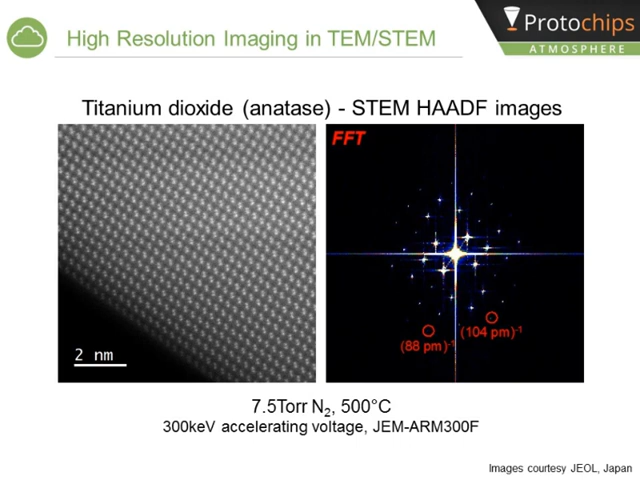 High Resolution Imaging in TEM/STEM
Protochips
ATMOSPHERE
Titanium dioxide (anatase) - STEM HAADF images
FFT
2 nm
(88 pm)⁻¹
(104 pm)⁻¹
7.5Torr N₂, 500°C
300keV accelerating voltage, JEM-ARM300F
Images courtesy JEOL, Japan